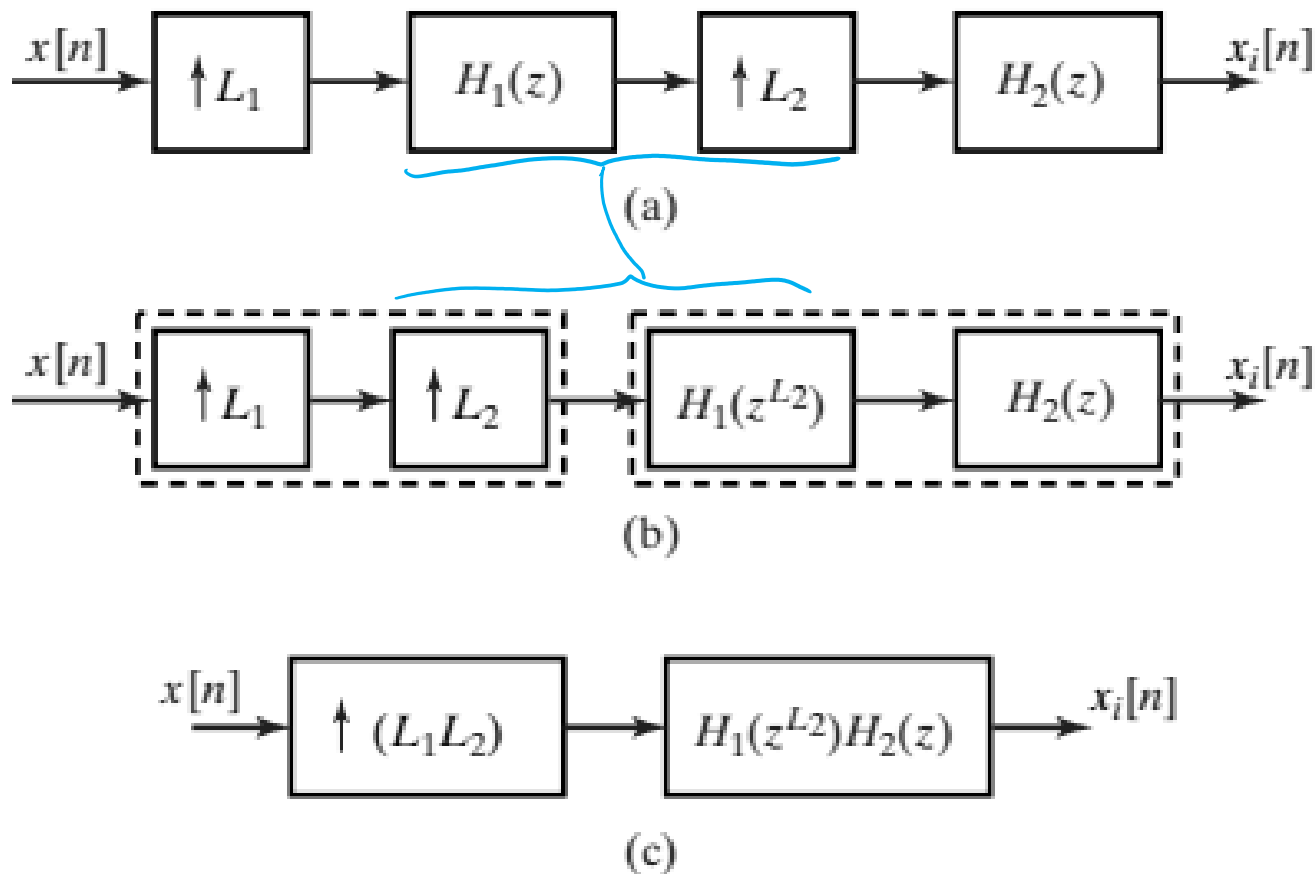 x[n] ↑ L₁ H₁(z) ↑ L₂ H₂(z) xᵢ[n]
(a)
x[n] ↑ L₁ ↑ L₂ H₁(z^{L₂}) H₂(z) xᵢ[n]
(b)
x[n] ↑ (L₁L₂) H₁(z^{L₂})H₂(z) xᵢ[n]
(c)